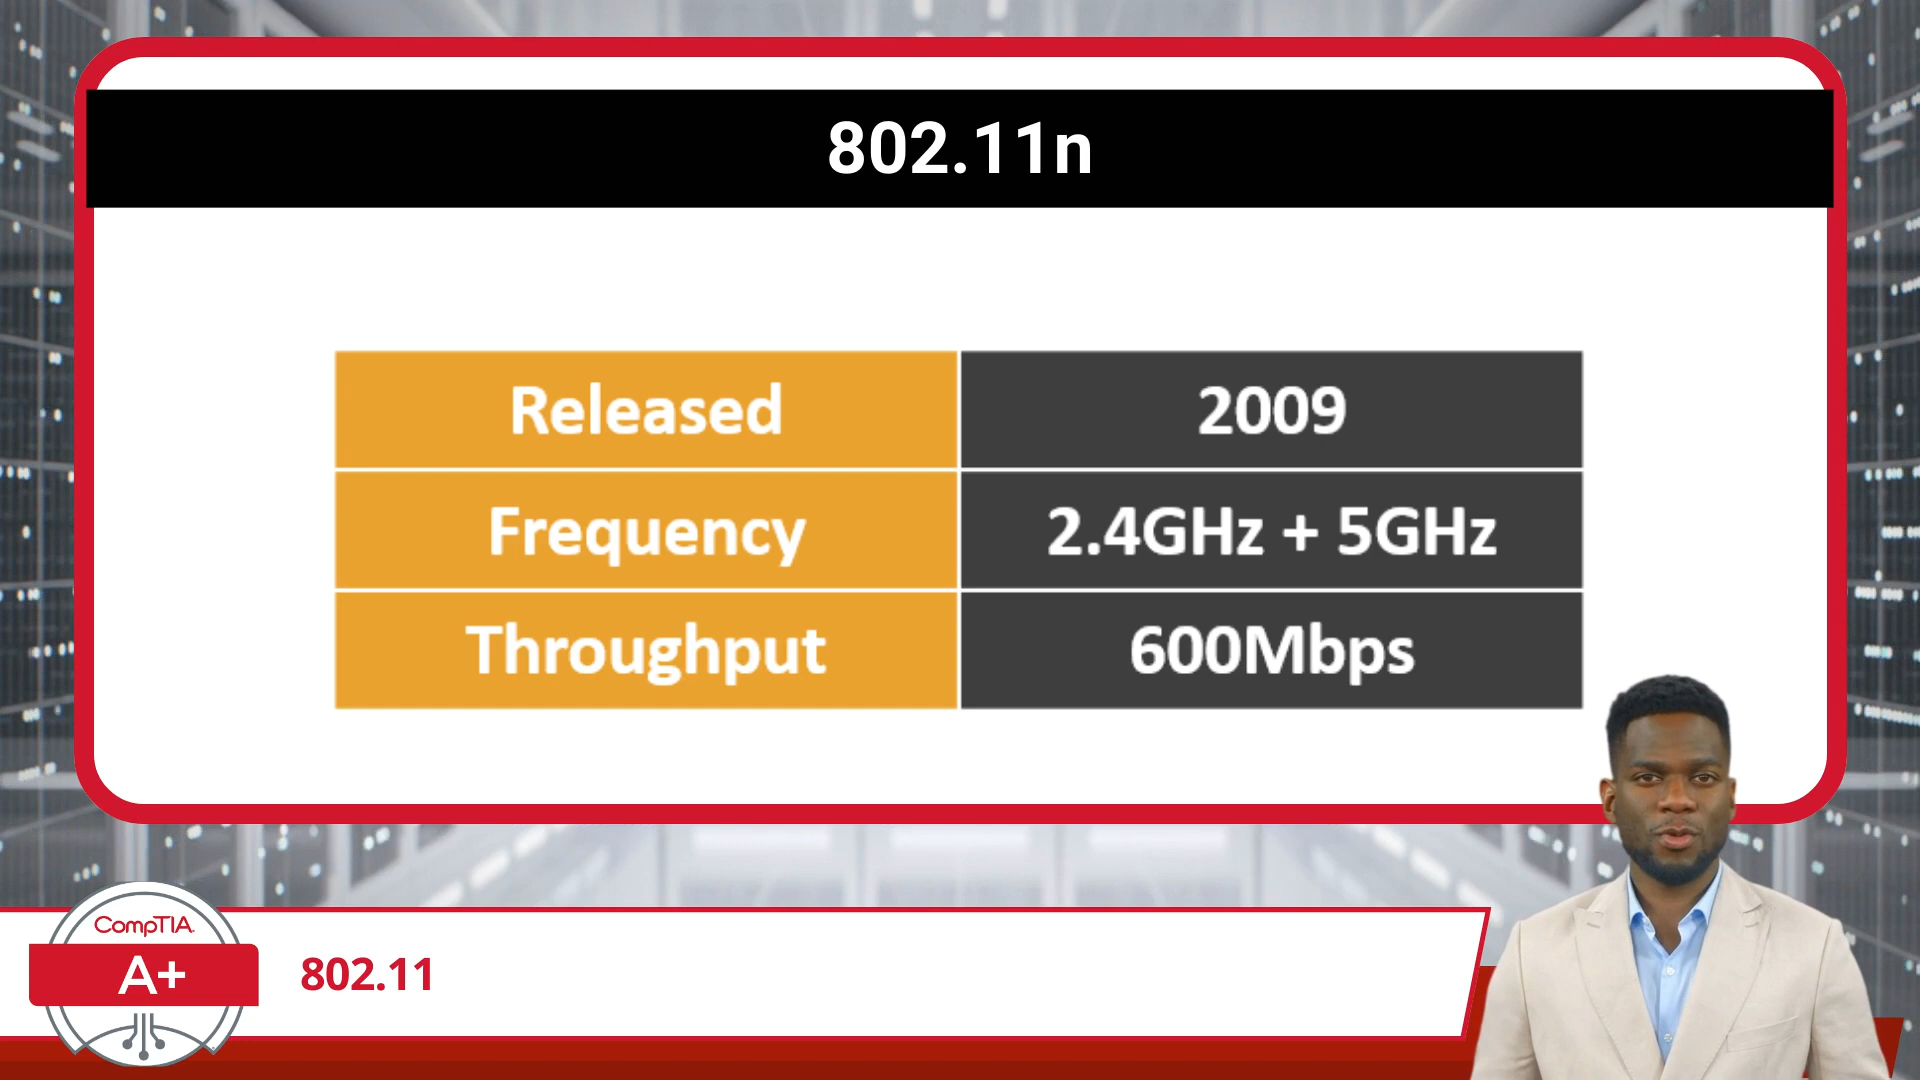 802.11n
Released 2009
Frequency 2.4GHz + 5GHz
Throughput 600Mbps
CompTIA.
A+
802.11